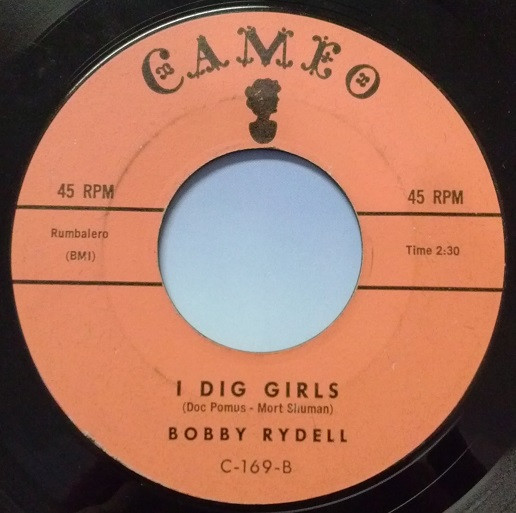 CAMEO
45 RPM
45 RPM
Rumbalero
(BMI)
Time 2:30
I DIG GIRLS
(Doc Pomus - Mort Shuman)
BOBBY RYDELL
C-169-B